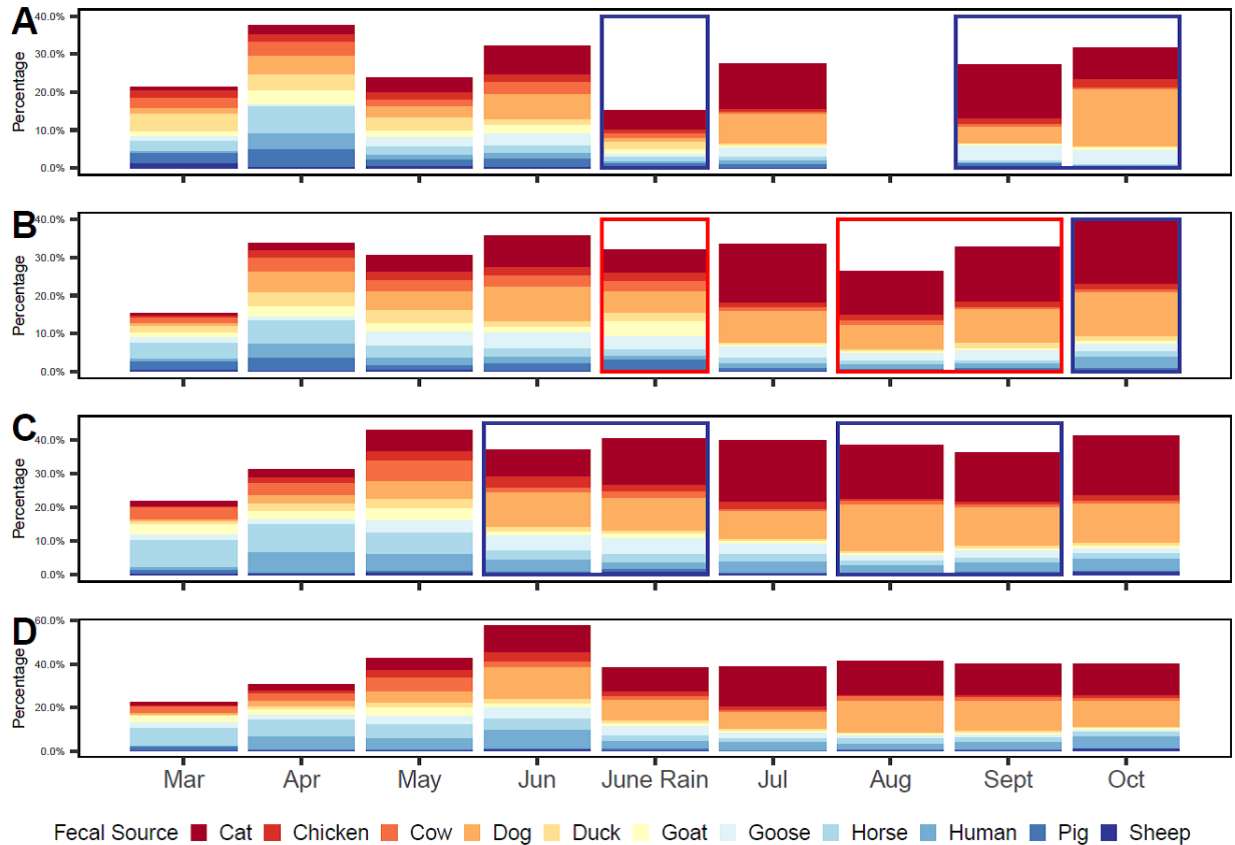 A
Percentage
40.0%
30.0%
20.0%
10.0%
0.0%
B
Percentage
40.0%
30.0%
20.0%
10.0%
0.0%
C
Percentage
40.0%
30.0%
20.0%
10.0%
0.0%
D
Percentage
60.0%
40.0%
20.0%
0.0%
Mar Apr May Jun June Rain Jul Aug Sept Oct
Fecal Source Cat Chicken Cow Dog Duck Goat Goose Horse Human Pig Sheep